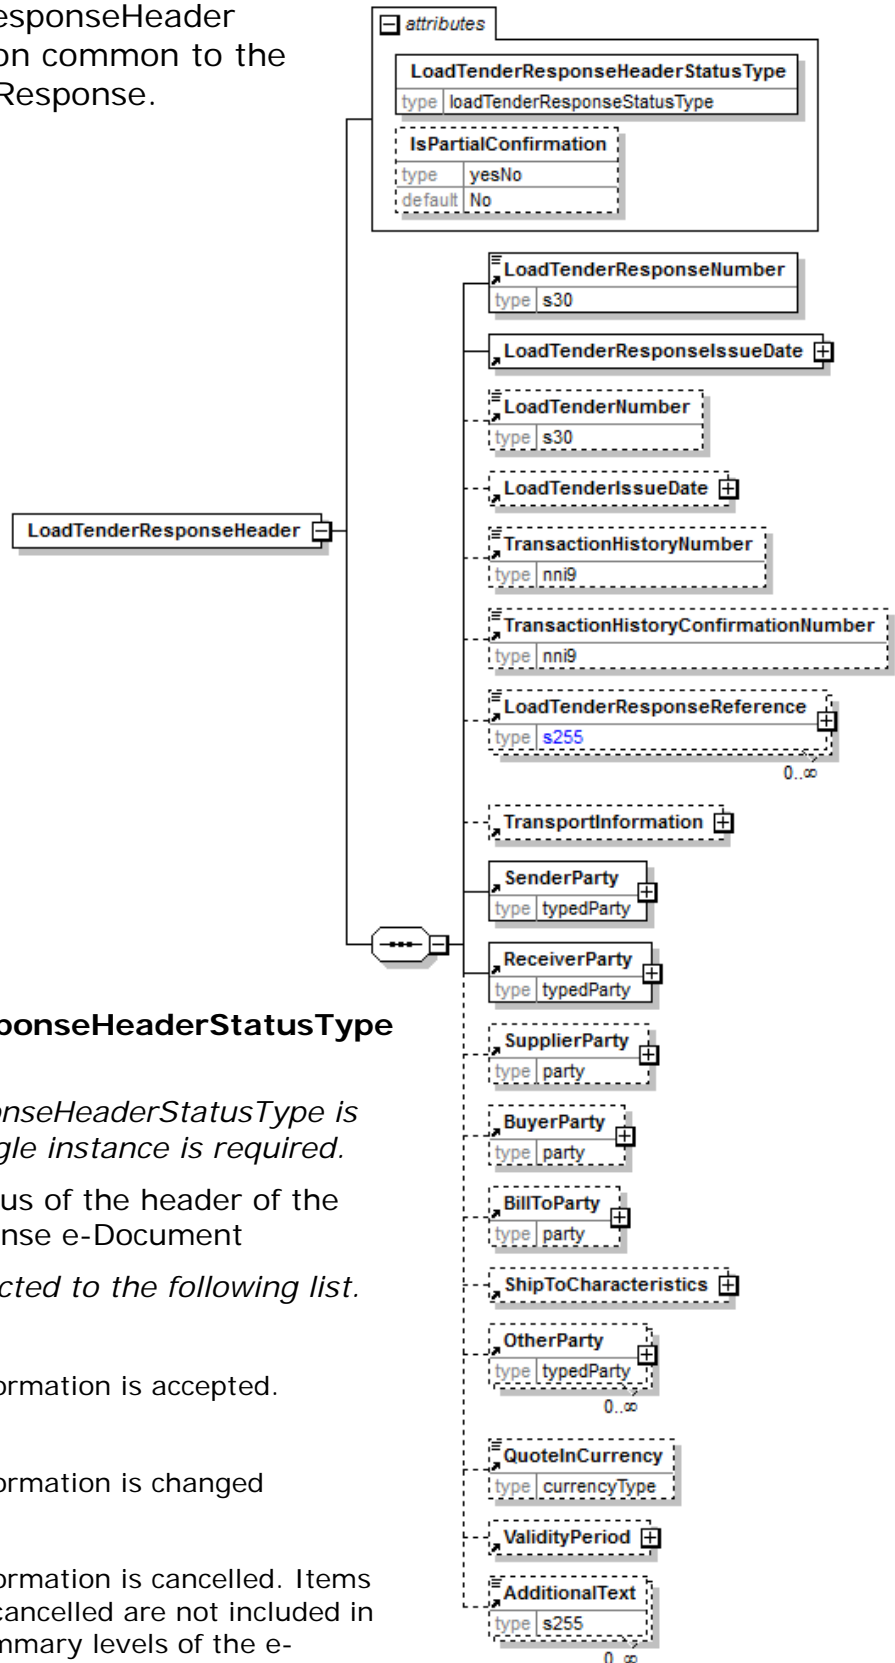 esponseHeader
on common to the
Response.
ponseHeaderStatusType
onseHeaderStatusType is
gle instance is required.
us of the header of the
nse e-Document
cted to the following list.
ormation is accepted.
ormation is changed
ormation is cancelled. Items
cancelled are not included in
mmary levels of the e-
attributes
LoadTenderResponseHeaderStatusType
type loadTenderResponseStatusType
IsPartialConfirmation
type yesNo
default No
LoadTenderResponseHeader
LoadTenderResponseNumber
type s30
LoadTenderResponseIssueDate
LoadTenderNumber
type s30
LoadTenderIssueDate
TransactionHistoryNumber
type nni9
TransactionHistoryConfirmationNumber
type nni9
LoadTenderResponseReference
type s255
0..∞
TransportInformation
SenderParty
type typedParty
ReceiverParty
type typedParty
SupplierParty
type party
BuyerParty
type party
BillToParty
type party
ShipToCharacteristics
OtherParty
type typedParty
0..∞
QuoteInCurrency
type currencyType
ValidityPeriod
AdditionalText
type s255
0..∞